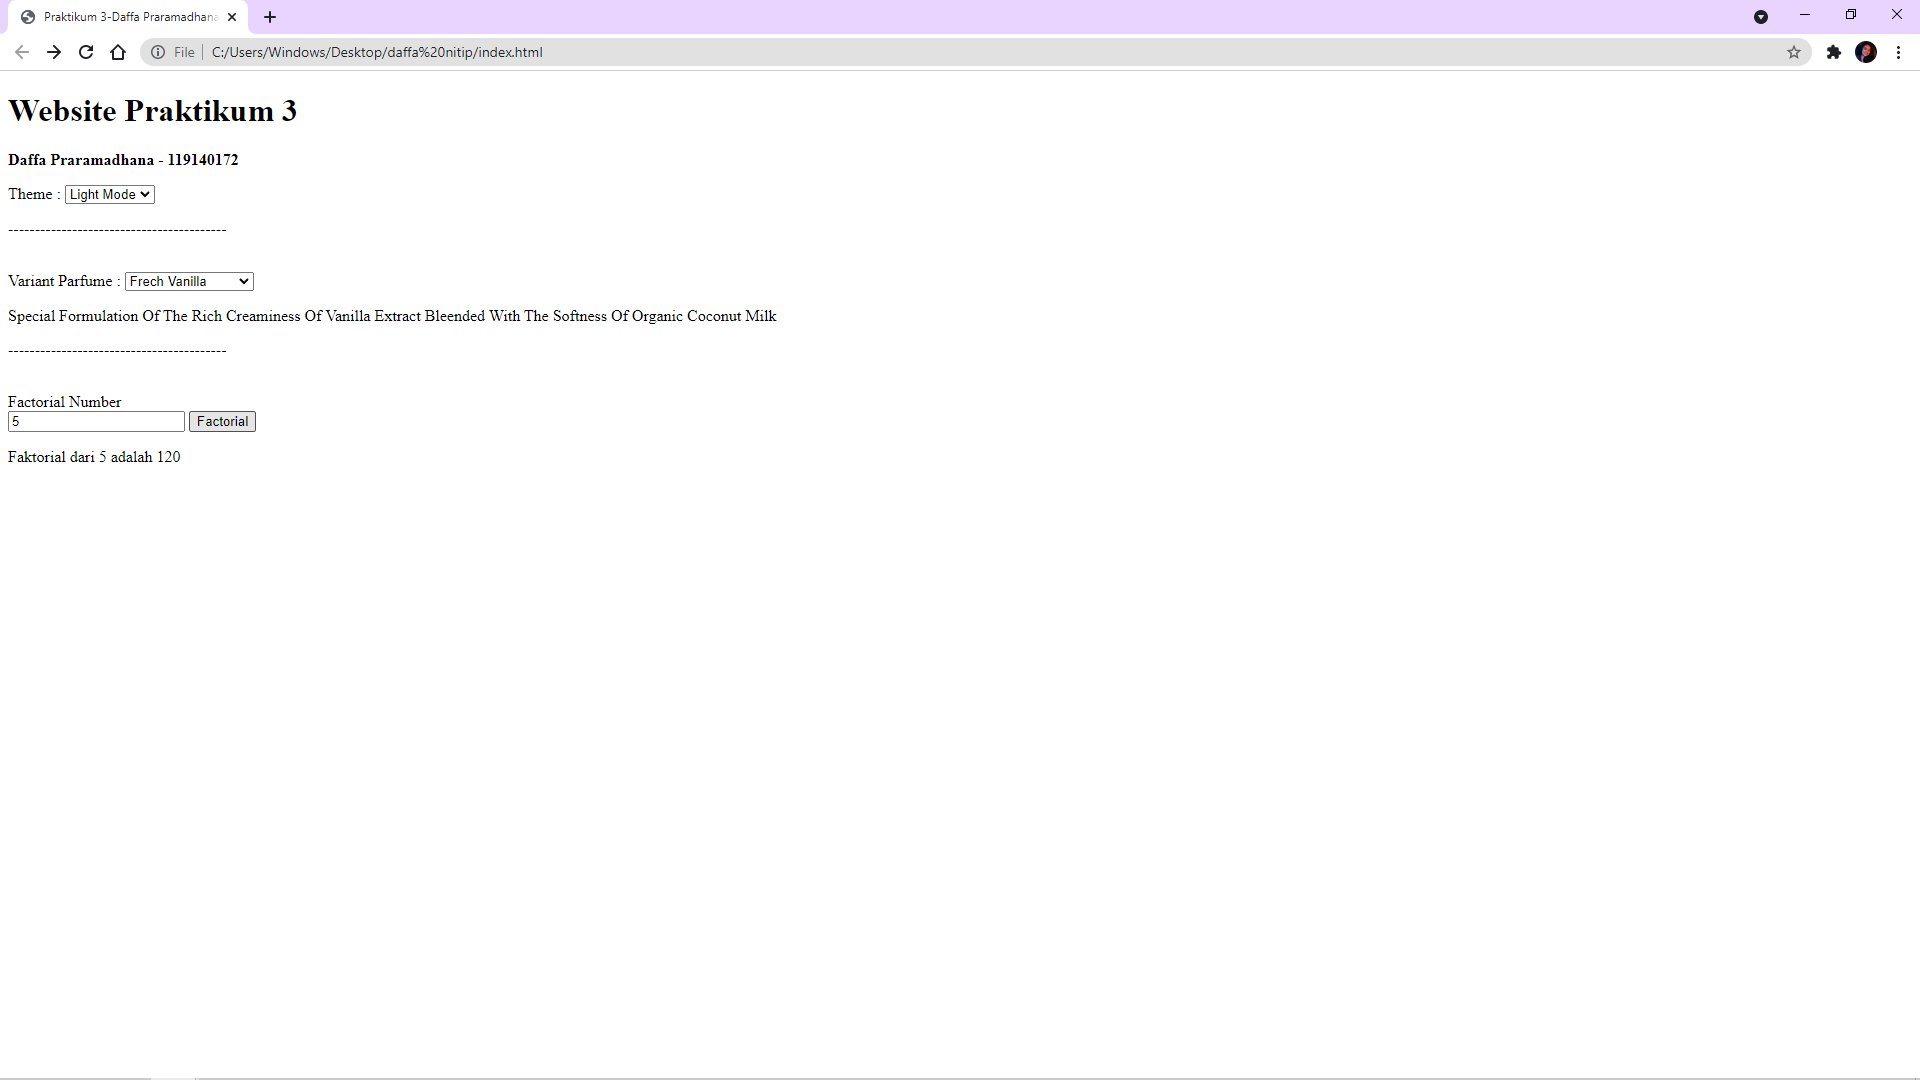 Praktikum 3-Daffa Praramadhana
File
C:/Users/Windows/Desktop/daffa%20nitip/index.html
Website Praktikum 3
Daffa Praramadhana - 119140172
Theme : Light Mode
-----------------------------------------
Variant Parfume : Frech Vanilla
Special Formulation Of The Rich Creaminess Of Vanilla Extract Bleended With The Softness Of Organic Coconut Milk
-----------------------------------------
Factorial Number
5 Factorial
Faktorial dari 5 adalah 120